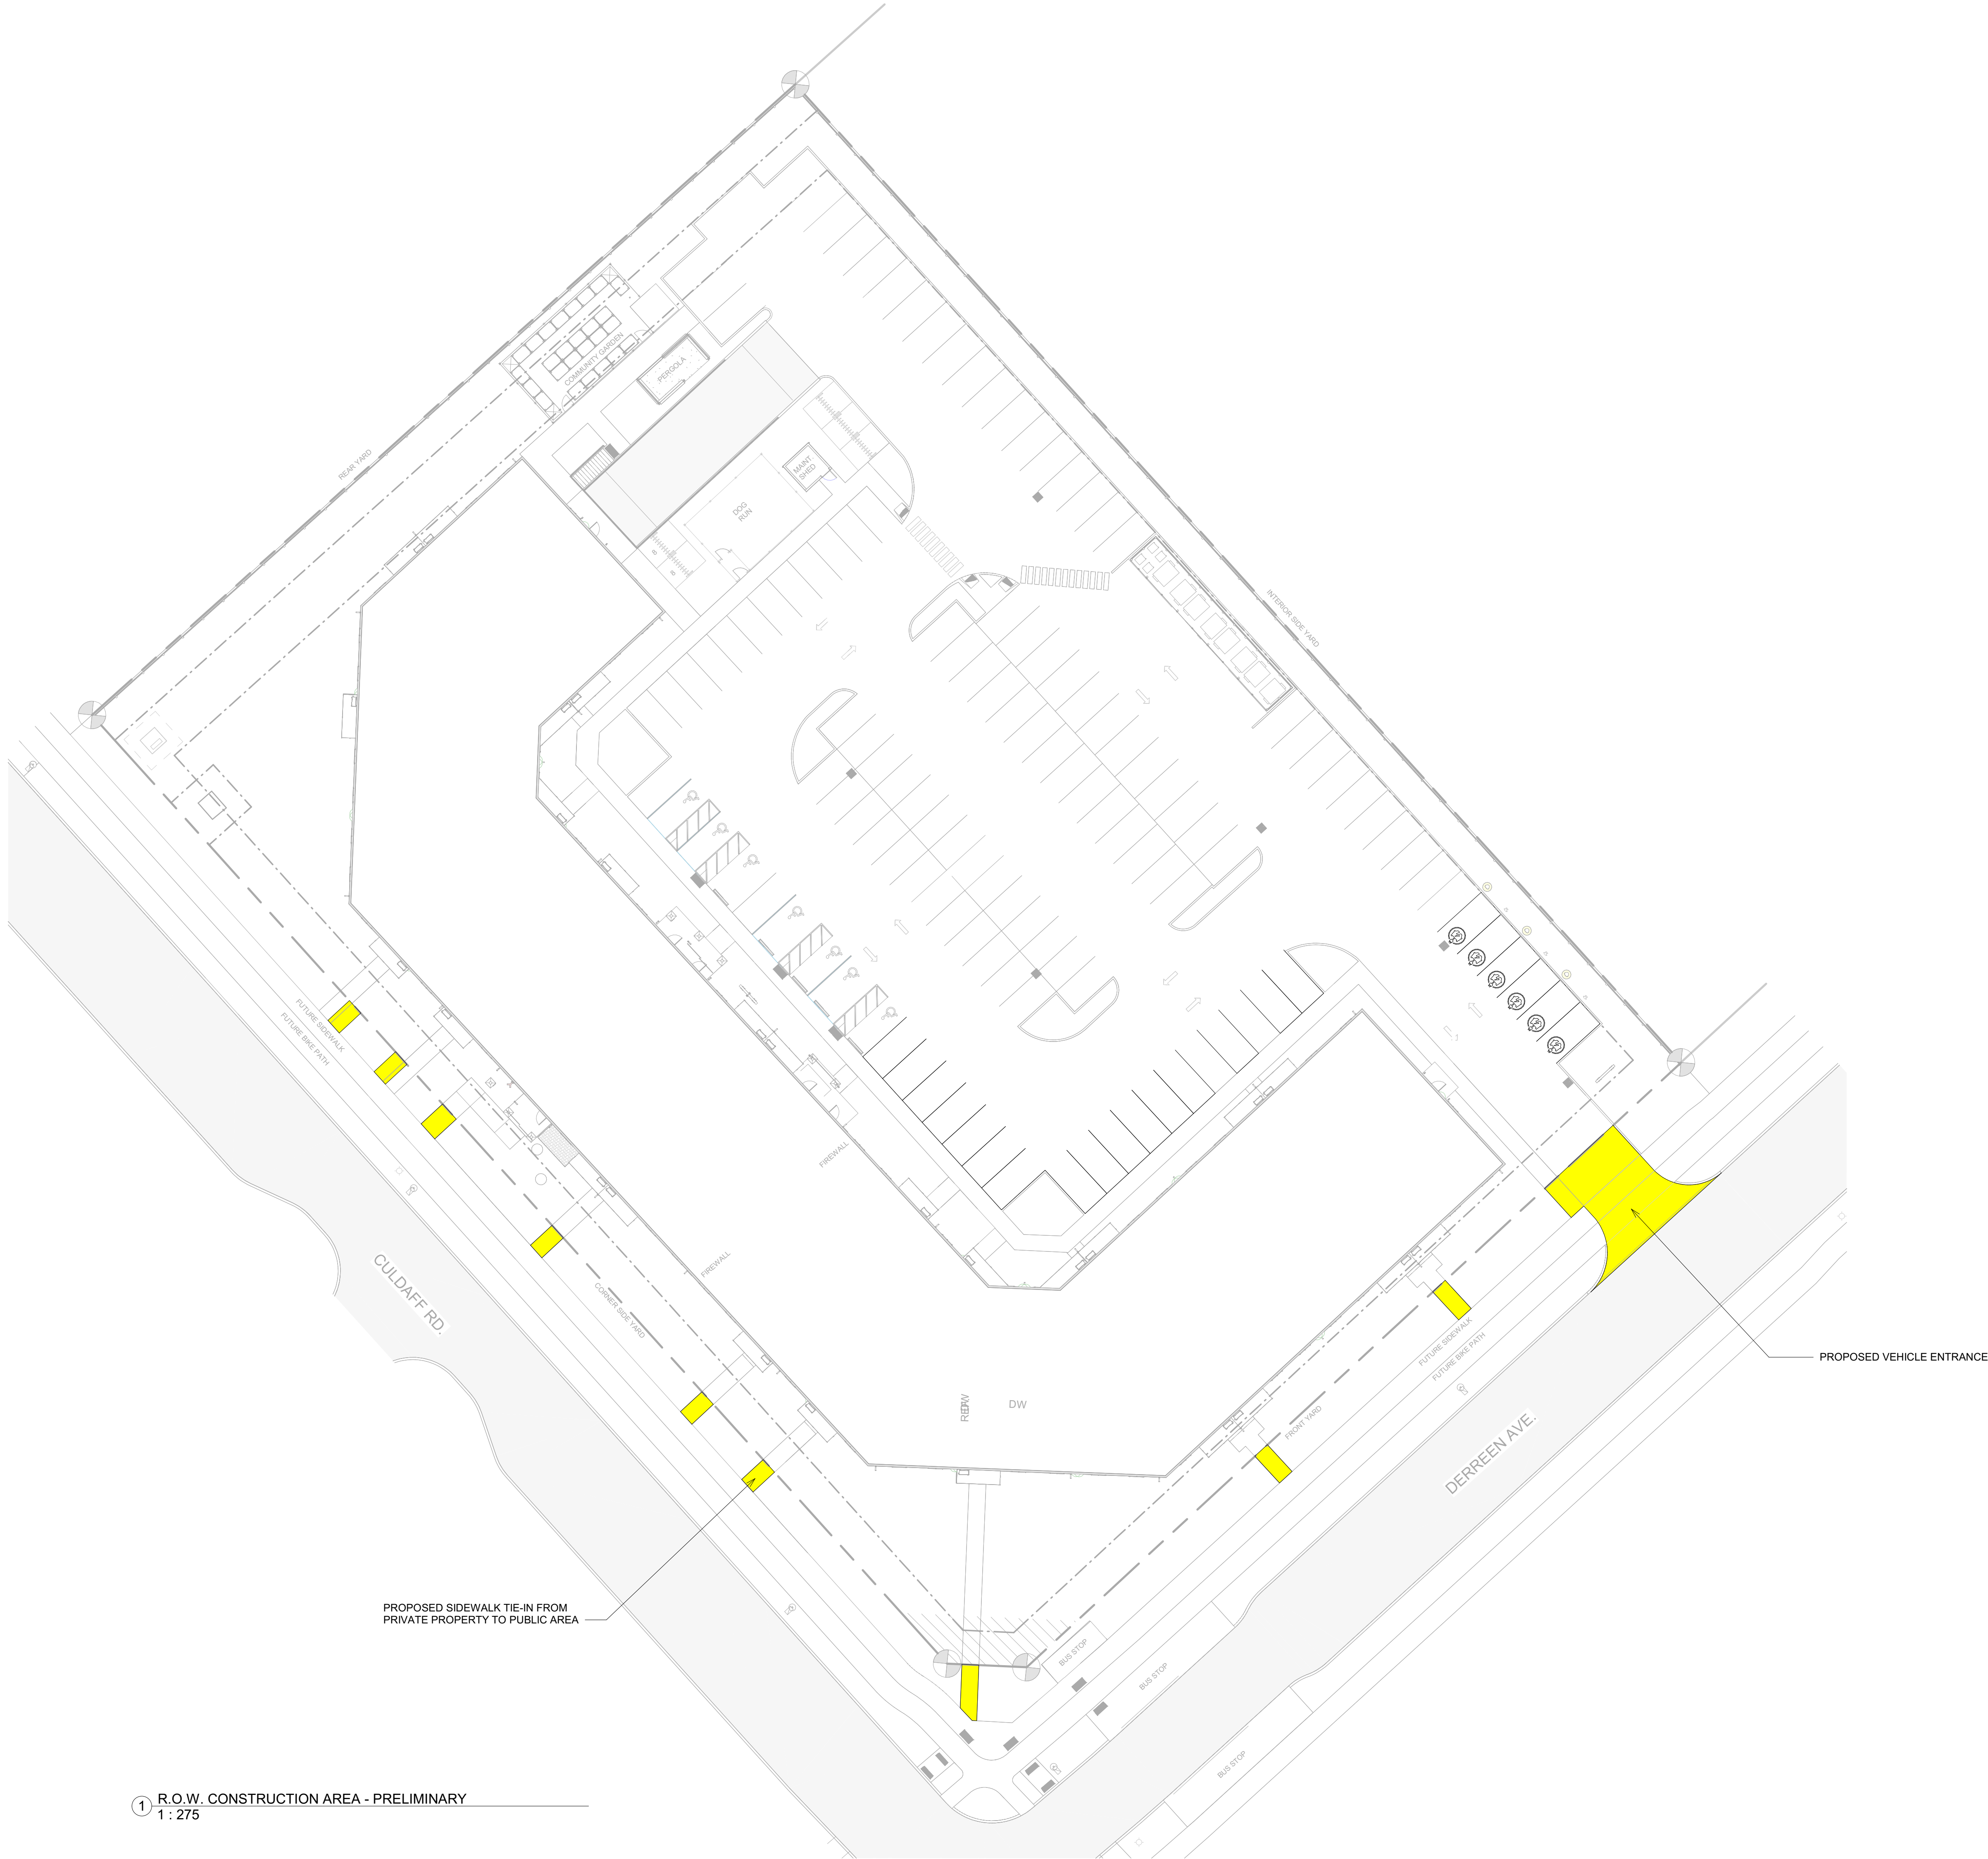 REAR YARD
COMMUNITY GARDEN
PERGOLA
MAINT.
SHED
DOG
RUN
INTERIOR SIDE YARD
FUTURE SIDEWALK
FUTURE BIKE PATH
FIREWALL
FIREWALL
CORNER SIDE YARD
CULDAFF RD.
FUTURE SIDEWALK
FUTURE BIKE PATH
PROPOSED VEHICLE ENTRANCE
DW
FRONT YARD
DERREEN AVE.
PROPOSED SIDEWALK TIE-IN FROM
PRIVATE PROPERTY TO PUBLIC AREA
BUS STOP
BUS STOP
BUS STOP
1 R.O.W. CONSTRUCTION AREA - PRELIMINARY
1 : 275